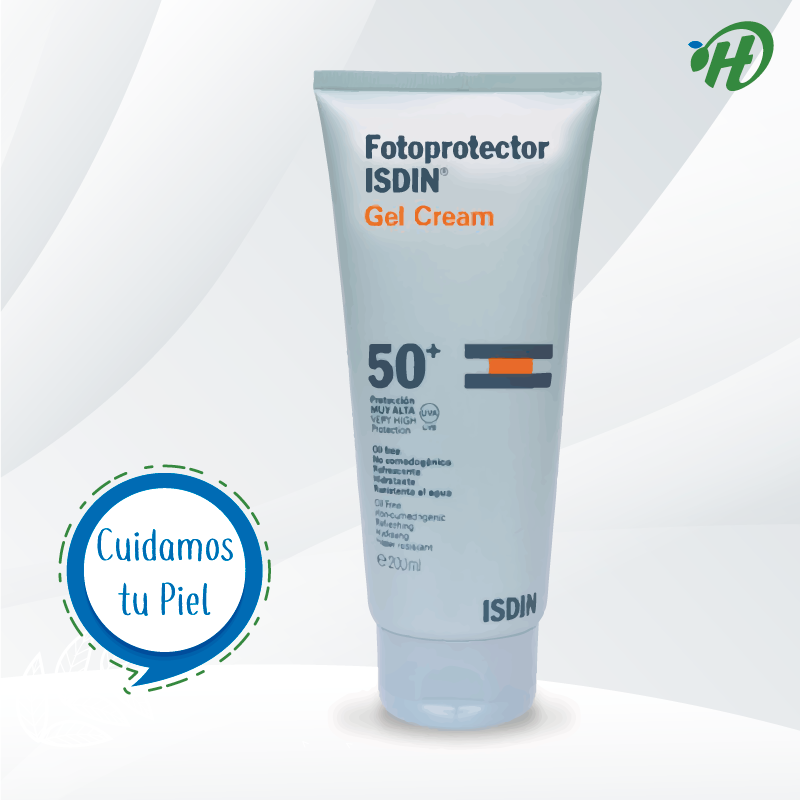 H
Fotoprotector
ISDIN®
Gel Cream
50+
Protección
MUY ALTA
VERY HIGH
Protection
UVA
UVB
Oil free
No comedogénico
Refrescante
Hidratante
Resistente al agua
Oil Free
Non-comedogenic
Refreshing
Hydrating
Water resistant
e 200ml
ISDIN
Cuidamos
tu Piel